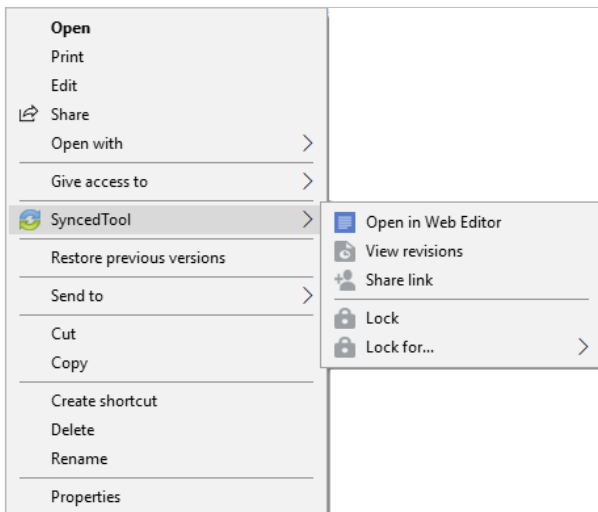 Open
Print
Edit
Share
Open with
Give access to
SyncedTool
Restore previous versions
Send to
Cut
Copy
Create shortcut
Delete
Rename
Properties
Open in Web Editor
View revisions
Share link
Lock
Lock for...